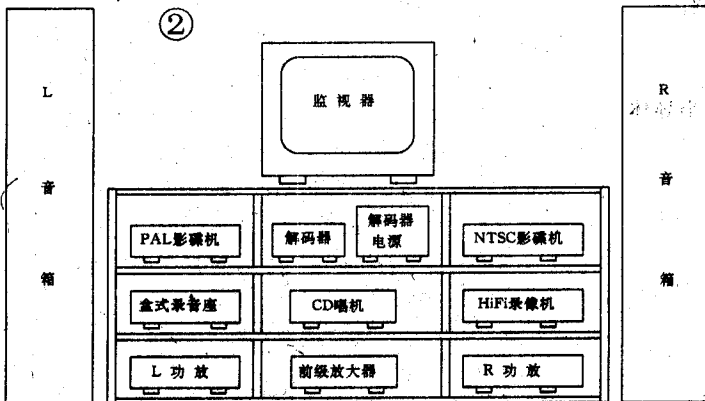 ②
L
音
箱
监视器
R
音
箱
PAL影碟机
解码器
解码器
电源
NTSC影碟机
盒式录音座
CD唱机
HiFi录像机
L 功放
前级放大器
R 功放